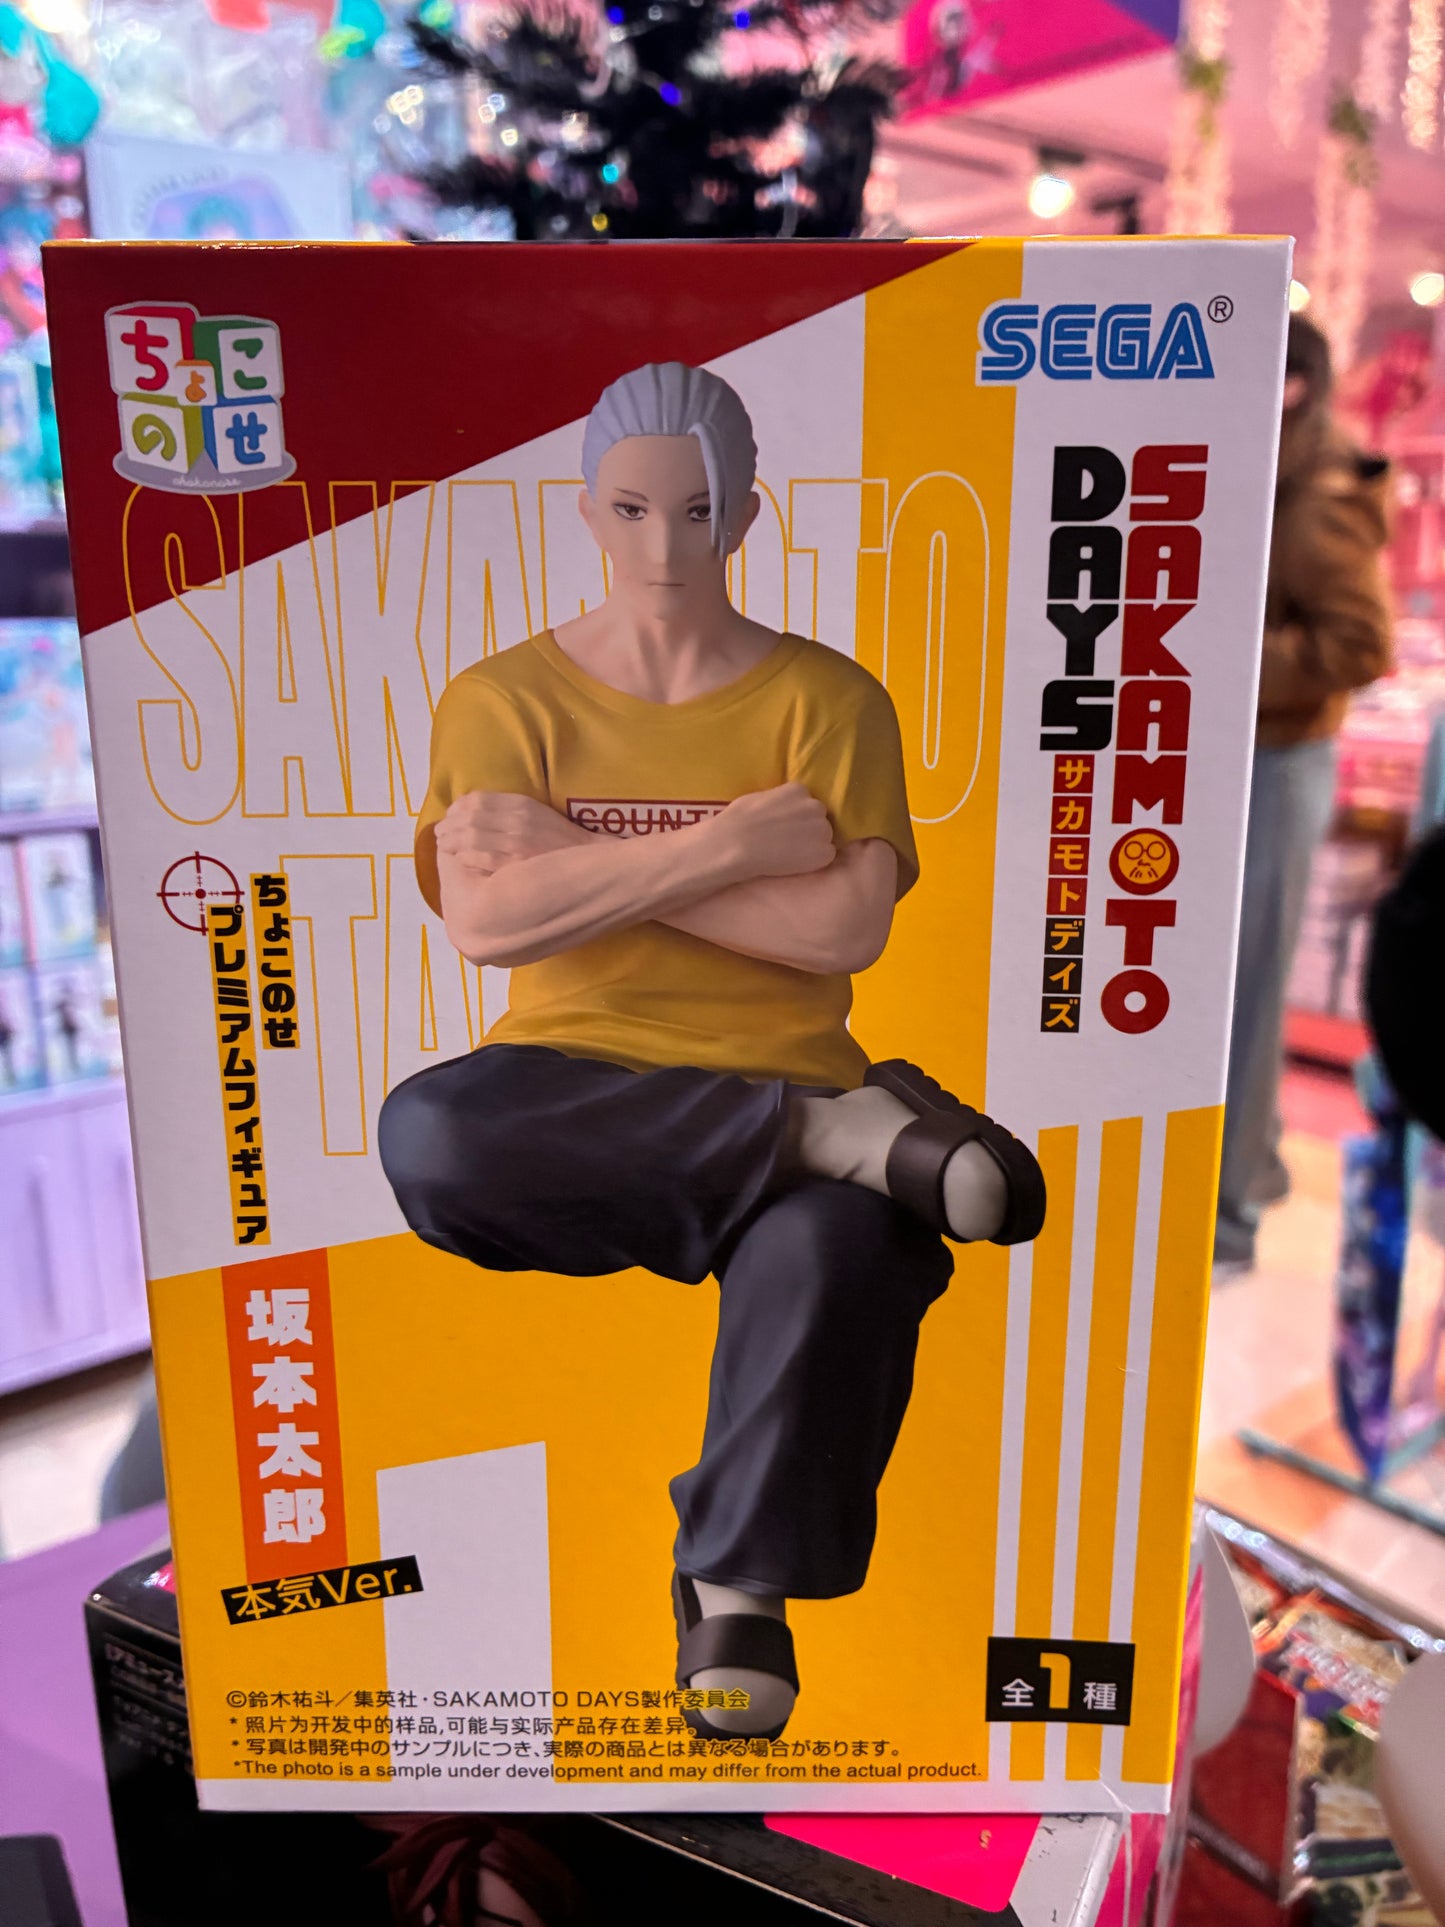 ちょこ
のせ
chokonose
SEGA®
SAKAMOTO
DAYS
サカモトデイズ
SAKAMOTO
TA
COUNT
ちょこのせ
プレミアムフィギュア
坂本太郎
本気Ver.
全1種
©鈴木祐斗／集英社・SAKAMOTO DAYS製作委員会
* 照片为开发中的样品,可能与实际产品存在差异。
* 写真は開発中のサンプルにつき、実際の商品とは異なる場合があります。
*The photo is a sample under development and may differ from the actual product.